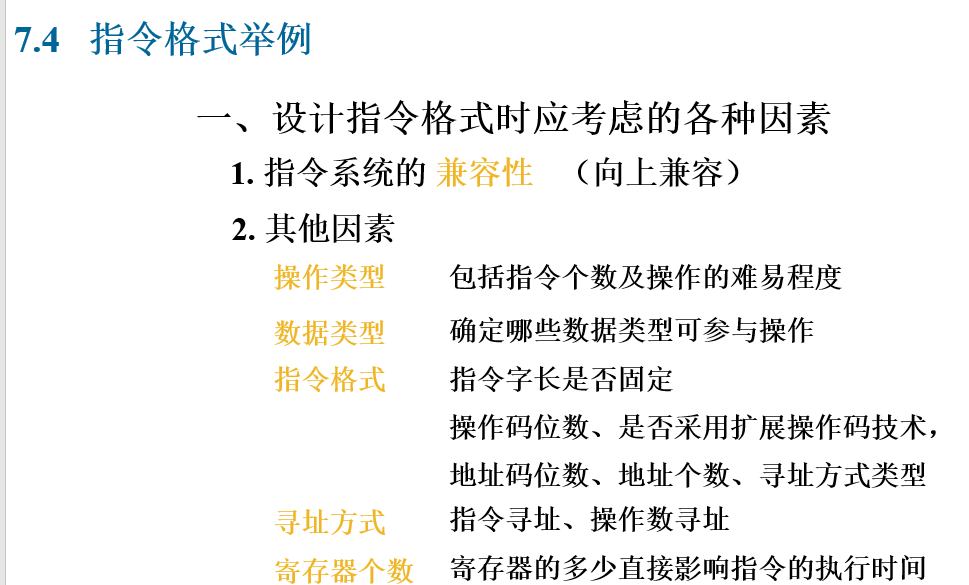 7.4 指令格式举例
一、设计指令格式时应考虑的各种因素
1. 指令系统的 兼容性 （向上兼容）
2. 其他因素
操作类型 包括指令个数及操作的难易程度
数据类型 确定哪些数据类型可参与操作
指令格式 指令字长是否固定
操作码位数、是否采用扩展操作码技术，
地址码位数、地址个数、寻址方式类型
寻址方式 指令寻址、操作数寻址
寄存器个数 寄存器的多少直接影响指令的执行时间